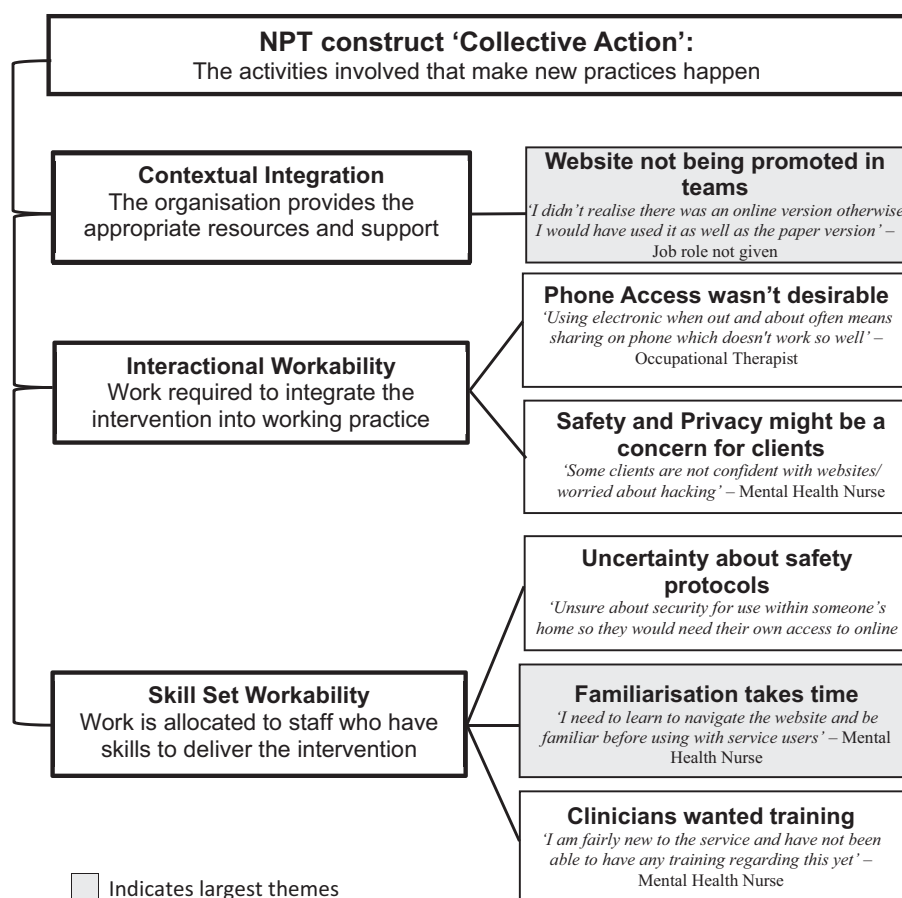 NPT construct ‘Collective Action’:
The activities involved that make new practices happen
Contextual Integration
The organisation provides the
appropriate resources and support
Website not being promoted in
teams
‘I didn’t realise there was an online version otherwise
I would have used it as well as the paper version’ –
Job role not given
Interactional Workability
Work required to integrate the
intervention into working practice
Phone Access wasn’t desirable
‘Using electronic when out and about often means
sharing on phone which doesn't work so well’ –
Occupational Therapist
Safety and Privacy might be a
concern for clients
‘Some clients are not confident with websites/
worried about hacking’ – Mental Health Nurse
Skill Set Workability
Work is allocated to staff who have
skills to deliver the intervention
Uncertainty about safety
protocols
‘Unsure about security for use within someone’s
home so they would need their own access to online
Familiarisation takes time
‘I need to learn to navigate the website and be
familiar before using with service users’ – Mental
Health Nurse
Clinicians wanted training
‘I am fairly new to the service and have not been
able to have any training regarding this yet’ –
Mental Health Nurse
Indicates largest themes